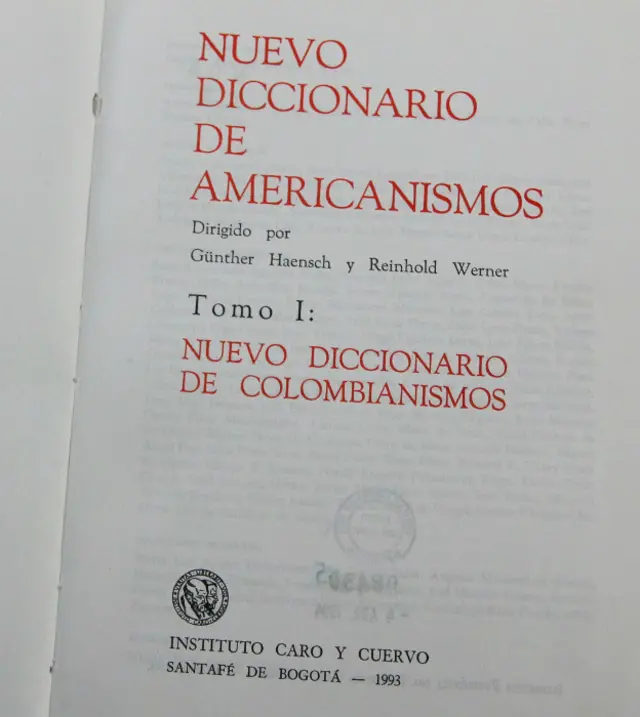 NUEVO
DICCIONARIO
DE
AMERICANISMOS
Dirigido por
Günther Haensch y Reinhold Werner
Tomo I:
NUEVO DICCIONARIO
DE COLOMBIANISMOS
INSTITUTO CARO Y CUERVO
SANTAFÉ DE BOGOTÁ — 1993